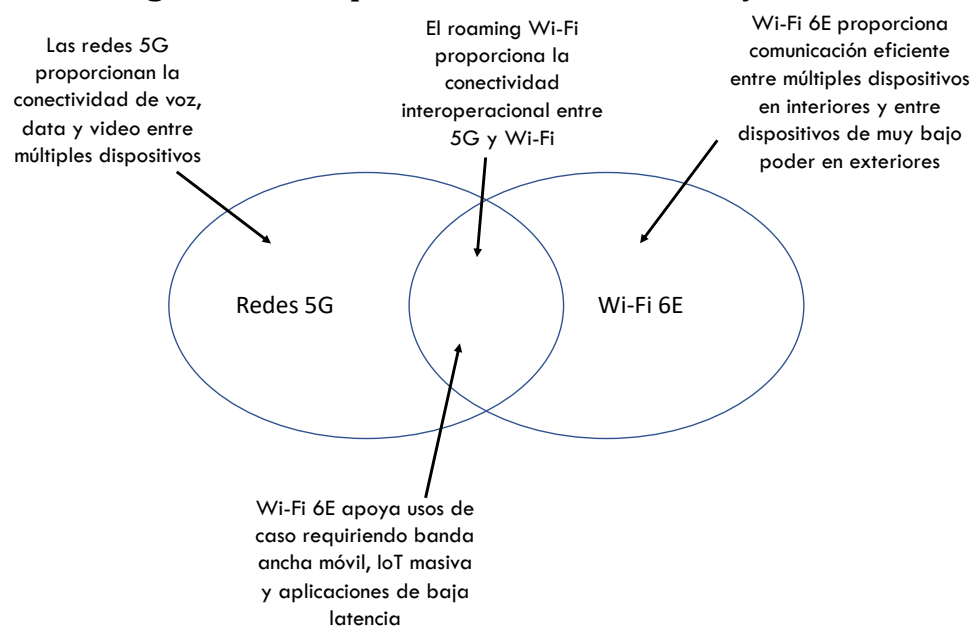 Las redes 5G
proporcionan la
conectividad de voz,
data y video entre
múltiples dispositivos
El roaming Wi-Fi
proporciona la
conectividad
interoperacional entre
5G y Wi-Fi
Wi-Fi 6E proporciona
comunicación eficiente
entre múltiples dispositivos
en interiores y entre
dispositivos de muy bajo
poder en exteriores
Redes 5G
Wi-Fi 6E
Wi-Fi 6E apoya usos de
caso requiriendo banda
ancha móvil, IoT masiva
y aplicaciones de baja
latencia